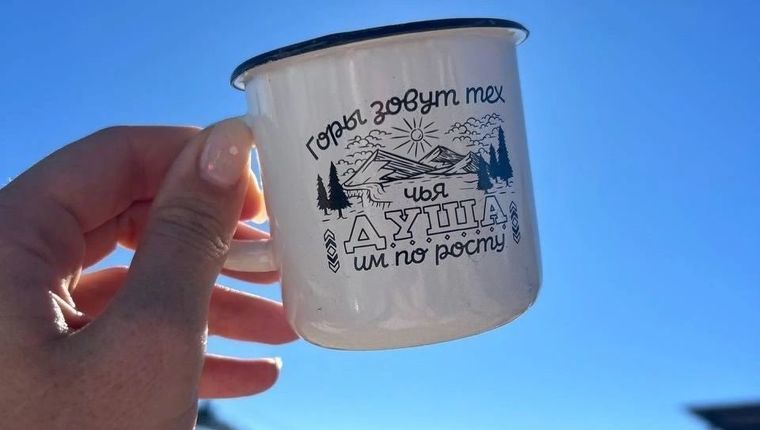 Горы зовут тех
чья
ДУША
им по росту